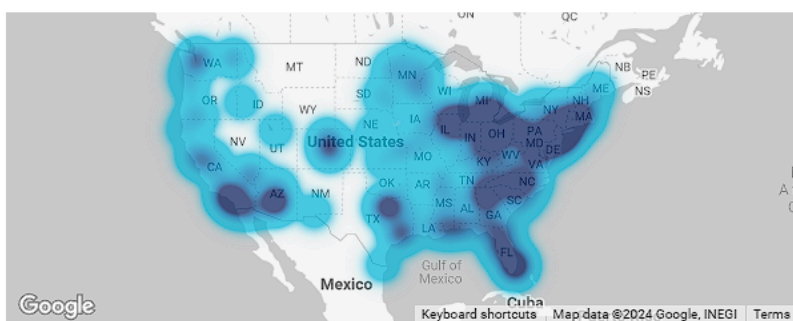 ON
QC
WA
MT
ND
MN
NB
PE
NS
OR
ID
WY
SD
WI
MI
ME
NY
NH
MA
NV
UT
United States
NE
IA
IL
IN
OH
PA
MD
DE
CA
MO
KY
WV
VA
AZ
NM
OK
AR
TN
NC
TX
MS
AL
SC
GA
LA
FL
Gulf of
Mexico
Mexico
Cuba
A
Google
Keyboard shortcuts
Map data ©2024 Google, INEGI
Terms